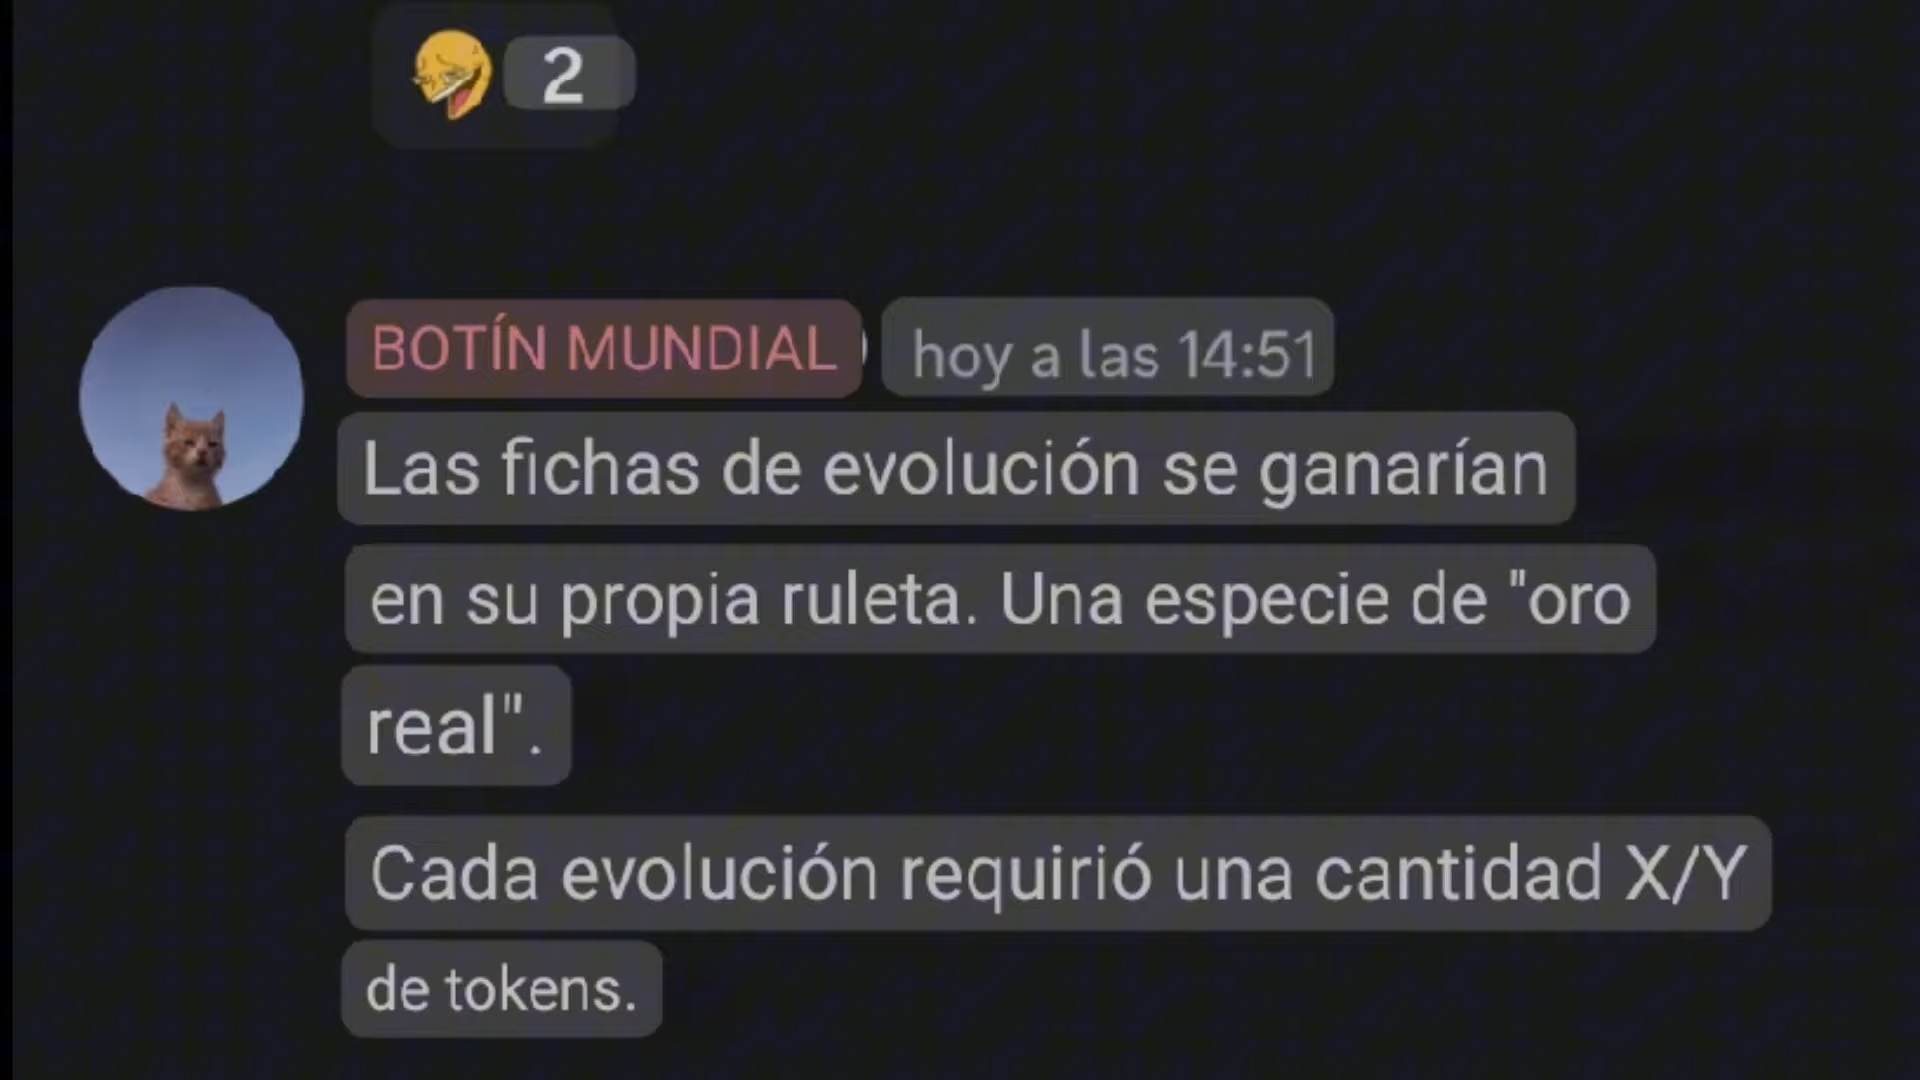 2
BOTÍN MUNDIAL hoy a las 14:51
Las fichas de evolución se ganarían
en su propia ruleta. Una especie de "oro
real".
Cada evolución requirió una cantidad X/Y
de tokens.